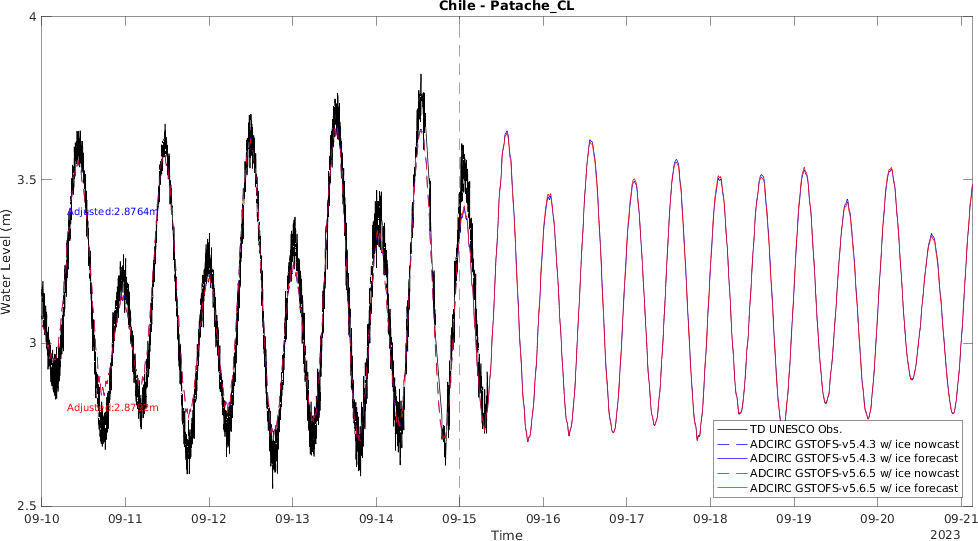 Chile - Patache_CL
4
3.5
3
2.5
Water Level (m)
Adjusted:2.8764m
TD UNESCO Obs.
ADCIRC GSTOFS-v5.4.3 w/ ice nowcast
ADCIRC GSTOFS-v5.4.3 w/ ice forecast
ADCIRC GSTOFS-v5.6.5 w/ ice nowcast
ADCIRC GSTOFS-v5.6.5 w/ ice forecast
09-10 09-11 09-12 09-13 09-14 09-15 09-16 09-17 09-18 09-19 09-20 09-21
Time
2023